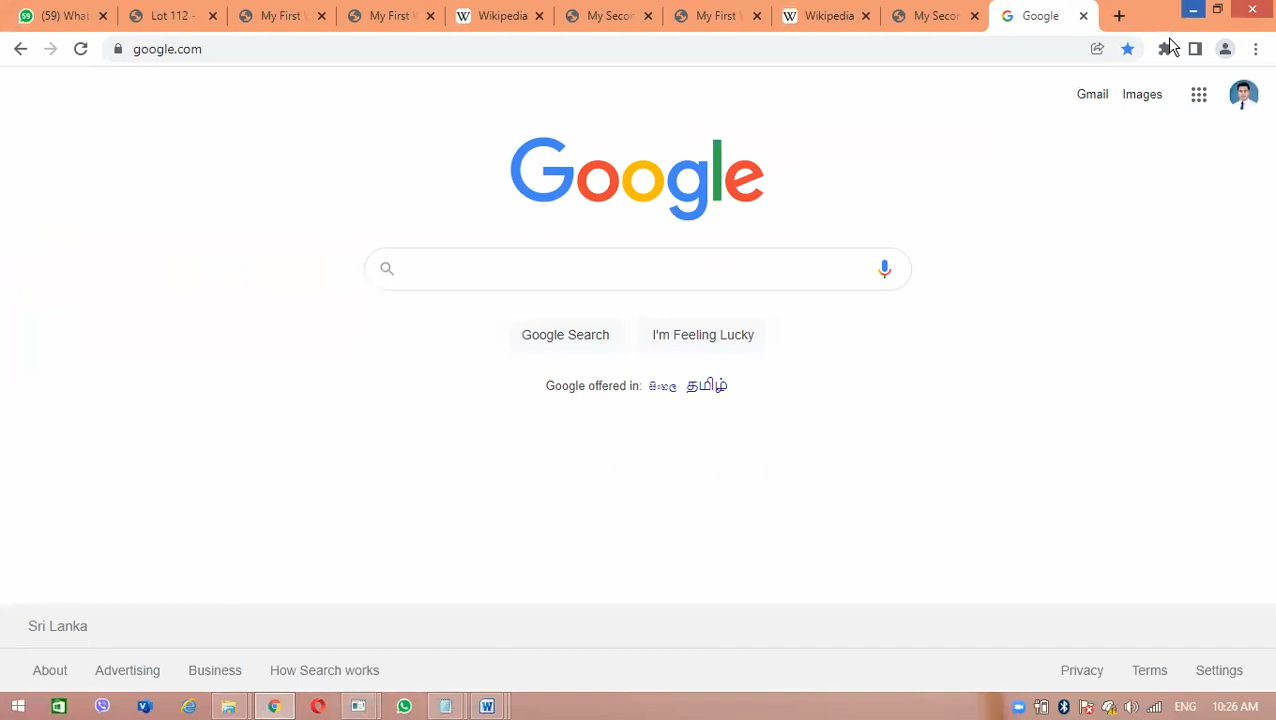 (59) What
Lot 112 -
My First
My First
Wikipedia
My Secon
My First
Wikipedia
My Secon
Google
google.com
Gmail
Images
Google
Google Search
I'm Feeling Lucky
Google offered in: සිංහල தமிழ்
Sri Lanka
About
Advertising
Business
How Search works
Privacy
Terms
Settings
ENG
10:26 AM